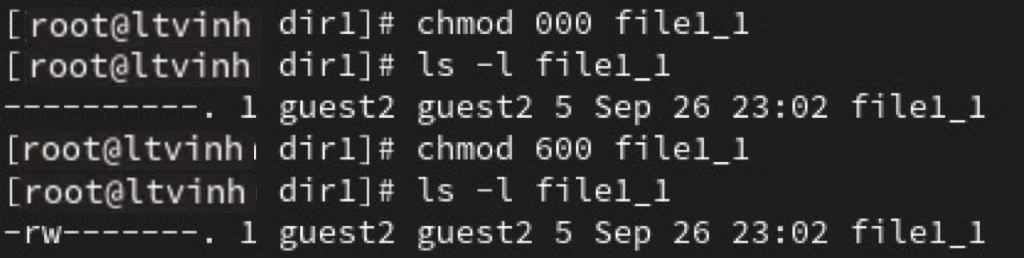 [root@ltvinh dir1]# chmod 000 file1_1
[root@ltvinh dir1]# ls -l file1_1
----------. 1 guest2 guest2 5 Sep 26 23:02 file1_1
[root@ltvinh dir1]# chmod 600 file1_1
[root@ltvinh dir1]# ls -l file1_1
-rw-------. 1 guest2 guest2 5 Sep 26 23:02 file1_1